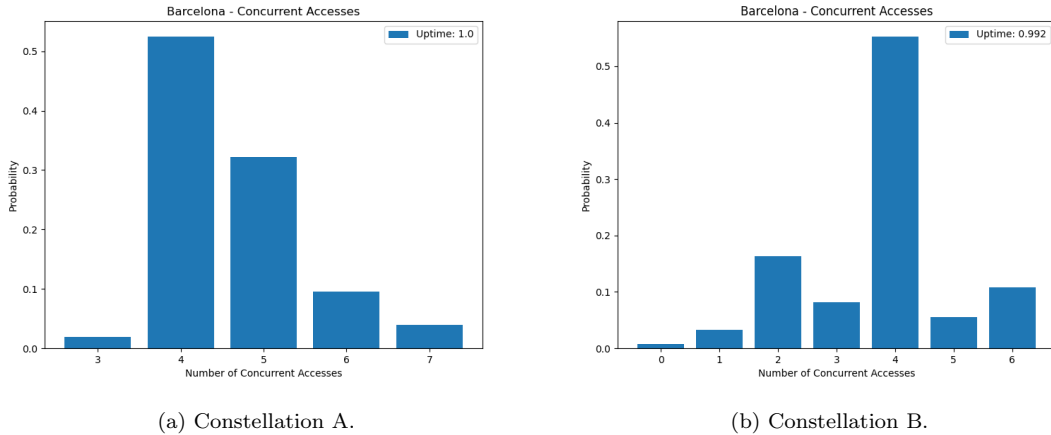 Barcelona - Concurrent Accesses
Uptime: 1.0
0.5
0.4
0.3
0.2
0.1
0.0
Probability
3 4 5 6 7
Number of Concurrent Accesses
(a) Constellation A.
Barcelona - Concurrent Accesses
Uptime: 0.992
0.5
0.4
0.3
0.2
0.1
0.0
Probability
0 1 2 3 4 5 6
Number of Concurrent Accesses
(b) Constellation B.